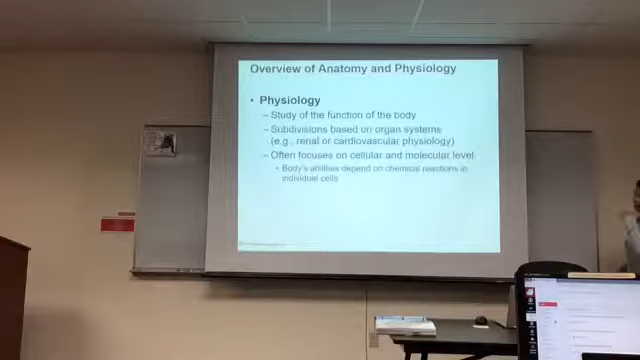 Overview of Anatomy and Physiology
• Physiology
– Study of the function of the body
– Subdivisions based on organ systems
(e.g., renal or cardiovascular physiology)
– Often focuses on cellular and molecular level
• Body's abilities depend on chemical reactions in
individual cells